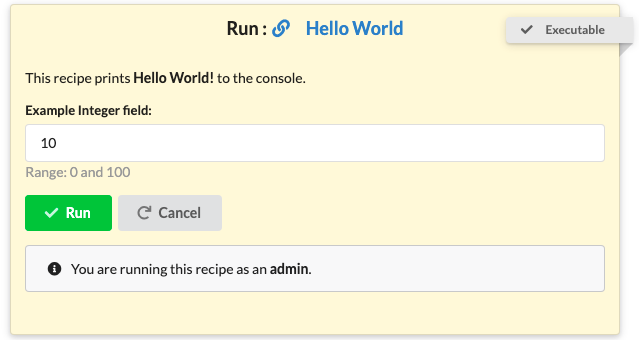 Run : Hello World
Executable
This recipe prints Hello World! to the console.
Example Integer field:
10
Range: 0 and 100
Run
Cancel
You are running this recipe as an admin.